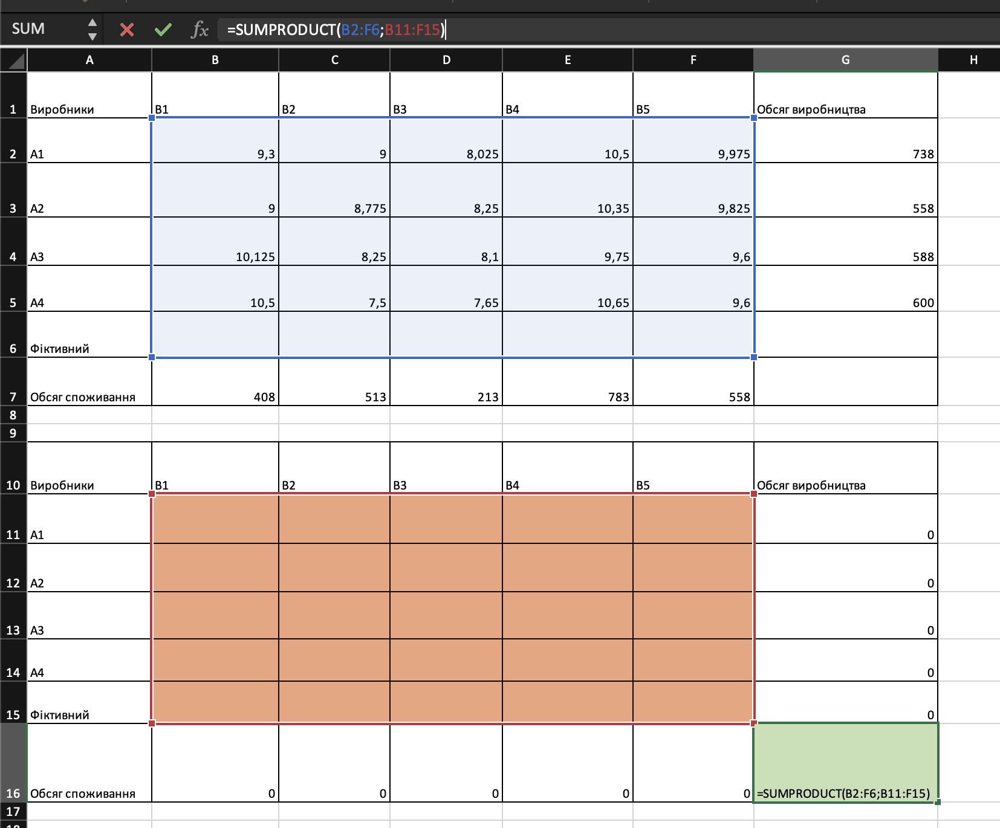 SUM fx =SUMPRODUCT(B2:F6;B11:F15)
A B C D E F G H
1 Виробники B1 B2 B3 B4 B5 Обсяг виробництва
2 A1 9,3 9 8,025 10,5 9,975 738
3 A2 9 8,775 8,25 10,35 9,825 558
4 A3 10,125 8,25 8,1 9,75 9,6 588
5 A4 10,5 7,5 7,65 10,65 9,6 600
6 Фіктивний
7 Обсяг споживання 408 513 213 783 558
8
9
10 Виробники B1 B2 B3 B4 B5 Обсяг виробництва
11 A1 0
12 A2 0
13 A3 0
14 A4 0
15 Фіктивний 0
16 Обсяг споживання 0 0 0 0 0 =SUMPRODUCT(B2:F6;B11:F15)
17